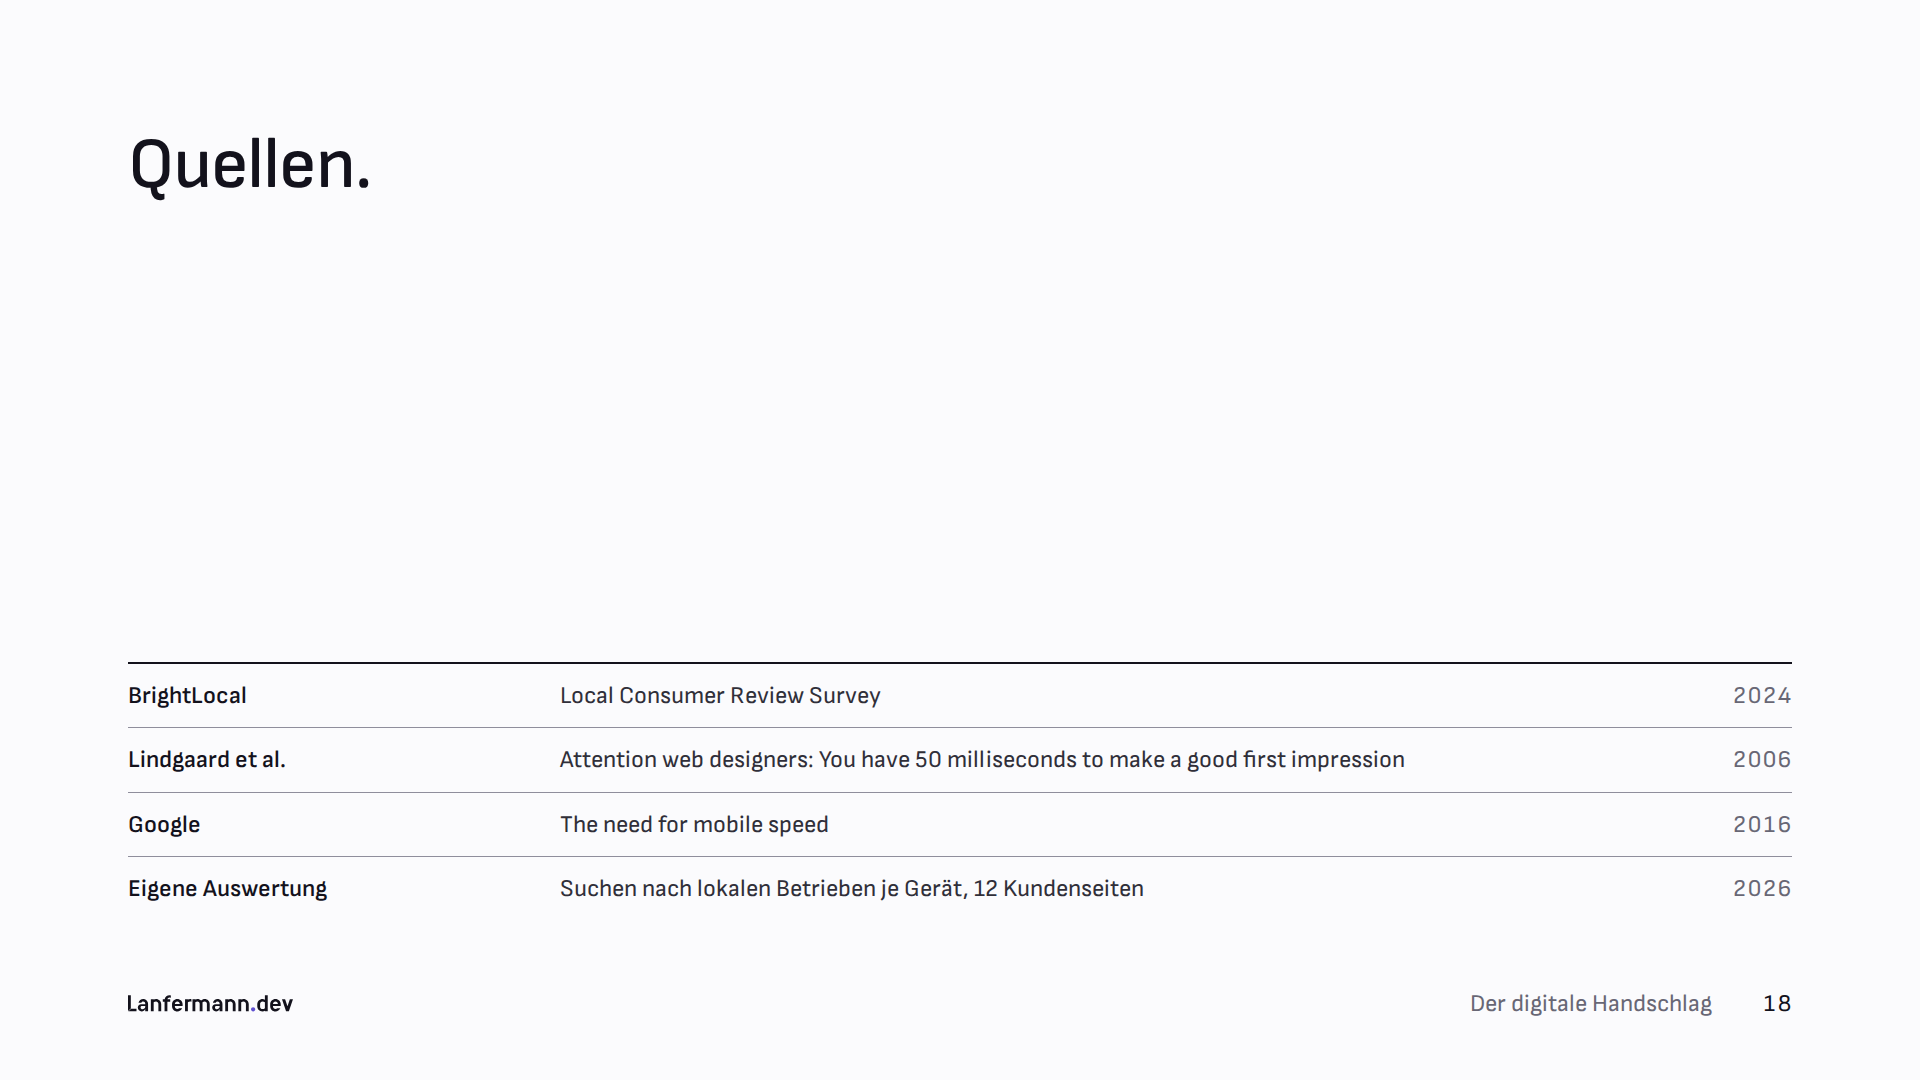 Quellen.
BrightLocal Local Consumer Review Survey 2024
Lindgaard et al. Attention web designers: You have 50 milliseconds to make a good first impression 2006
Google The need for mobile speed 2016
Eigene Auswertung Suchen nach lokalen Betrieben je Gerät, 12 Kundenseiten 2026
Lanfermann.dev Der digitale Handschlag 18